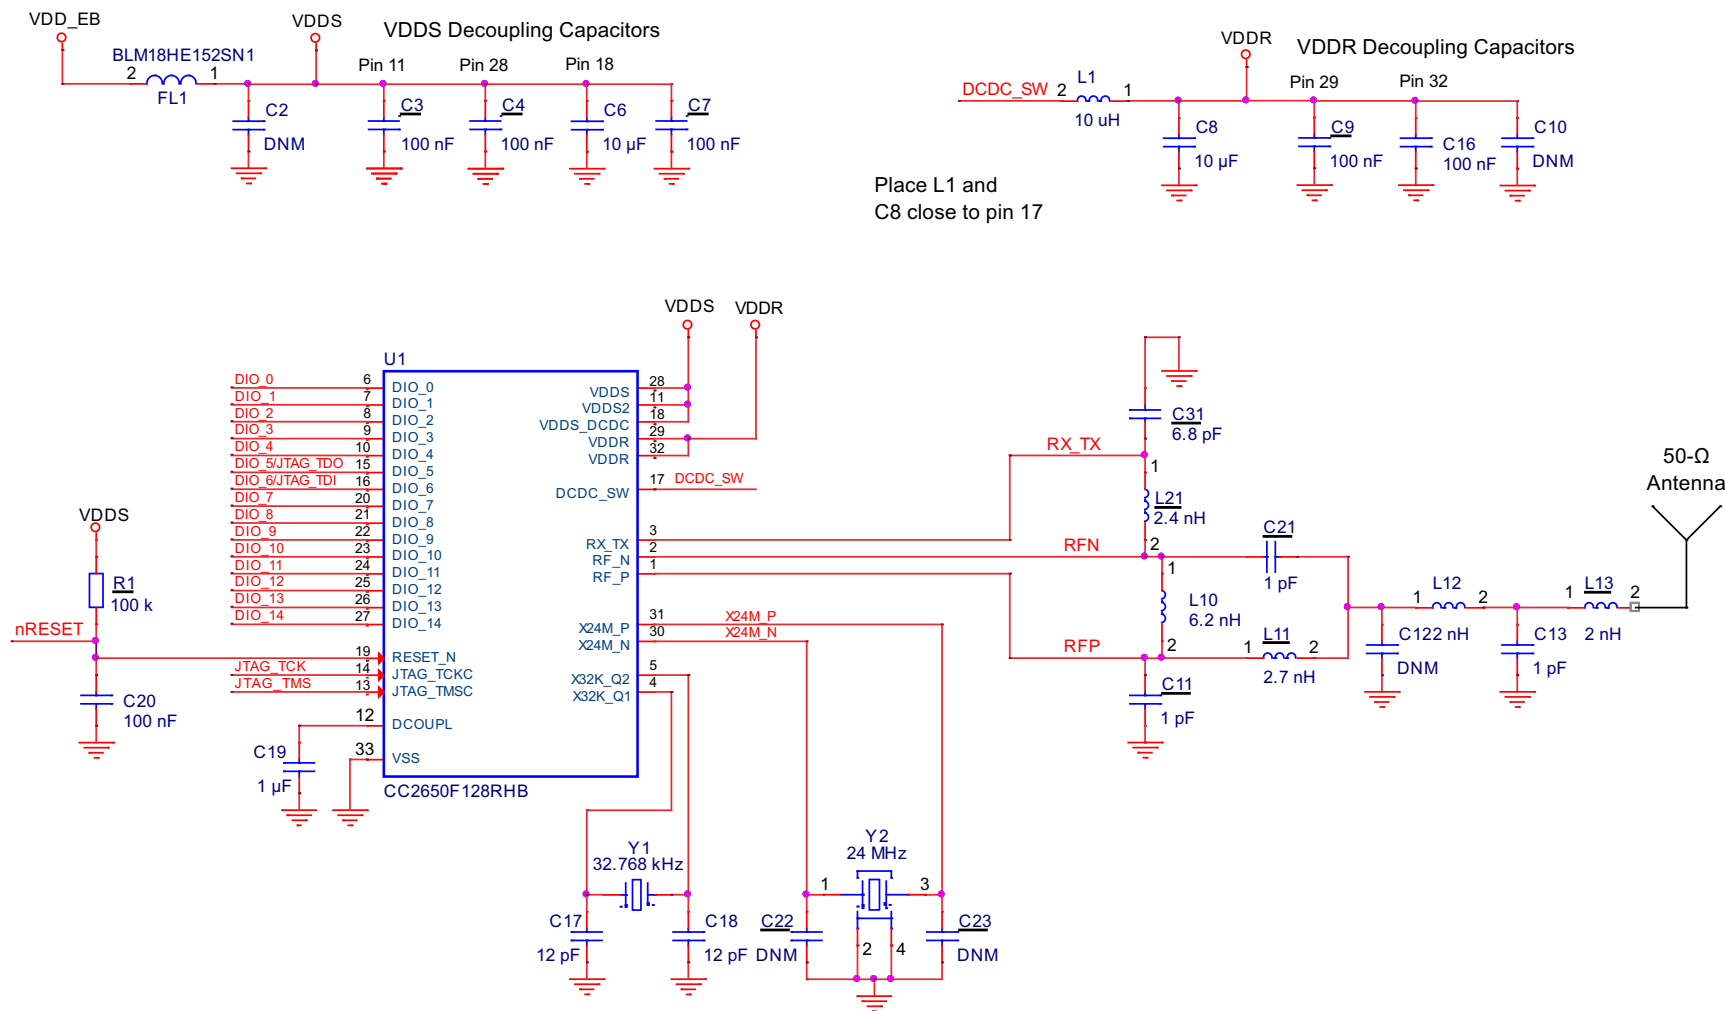 VDD_EB
VDDS
VDDS Decoupling Capacitors
BLM18HE152SN1
2
1
FL1
Pin 11
Pin 28
Pin 18
C2
DNM
C3
100 nF
C4
100 nF
C6
10 µF
C7
100 nF
VDDR
VDDR Decoupling Capacitors
DCDC_SW
2
L1
1
10 uH
Pin 29
Pin 32
C8
10 µF
C9
100 nF
C16
100 nF
C10
DNM
Place L1 and
C8 close to pin 17
VDDS
VDDR
U1
DIO_0
6
DIO_0
DIO_1
7
DIO_1
DIO_2
8
DIO_2
DIO_3
9
DIO_3
DIO_4
10
DIO_4
DIO_5/JTAG_TDO
15
DIO_5
DIO_6/JTAG_TDI
16
DIO_6
DIO_7
20
DIO_7
DIO_8
21
DIO_8
DIO_9
22
DIO_9
DIO_10
23
DIO_10
DIO_11
24
DIO_11
DIO_12
25
DIO_12
DIO_13
26
DIO_13
DIO_14
27
DIO_14
VDDS
R1
100 k
nRESET
19
RESET_N
JTAG_TCK
14
JTAG_TCKC
JTAG_TMS
13
JTAG_TMSC
C20
100 nF
12
DCOUPL
33
VSS
C19
1 µF
CC2650F128RHB
VDDS
28
VDDS2
11
VDDS_DCDC
18
VDDR
29
VDDR
32
DCDC_SW
17
DCDC_SW
RX_TX
3
RF_N
2
RF_P
1
X24M_P
31
X24M_P
X24M_N
30
X24M_N
X32K_Q2
5
X32K_Q1
4
Y1
32.768 kHz
C17
12 pF
C18
12 pF
Y2
24 MHz
1
3
C22
DNM
2
4
C23
DNM
C31
6.8 pF
RX_TX
1
L21
2.4 nH
RFN
2
C21
1 pF
1
L10
6.2 nH
RFP
2
1
L11
2
2.7 nH
C11
1 pF
1
L12
2
C122 nH
DNM
C13
1 pF
1
L13
2
2 nH
50-Ω
Antenna